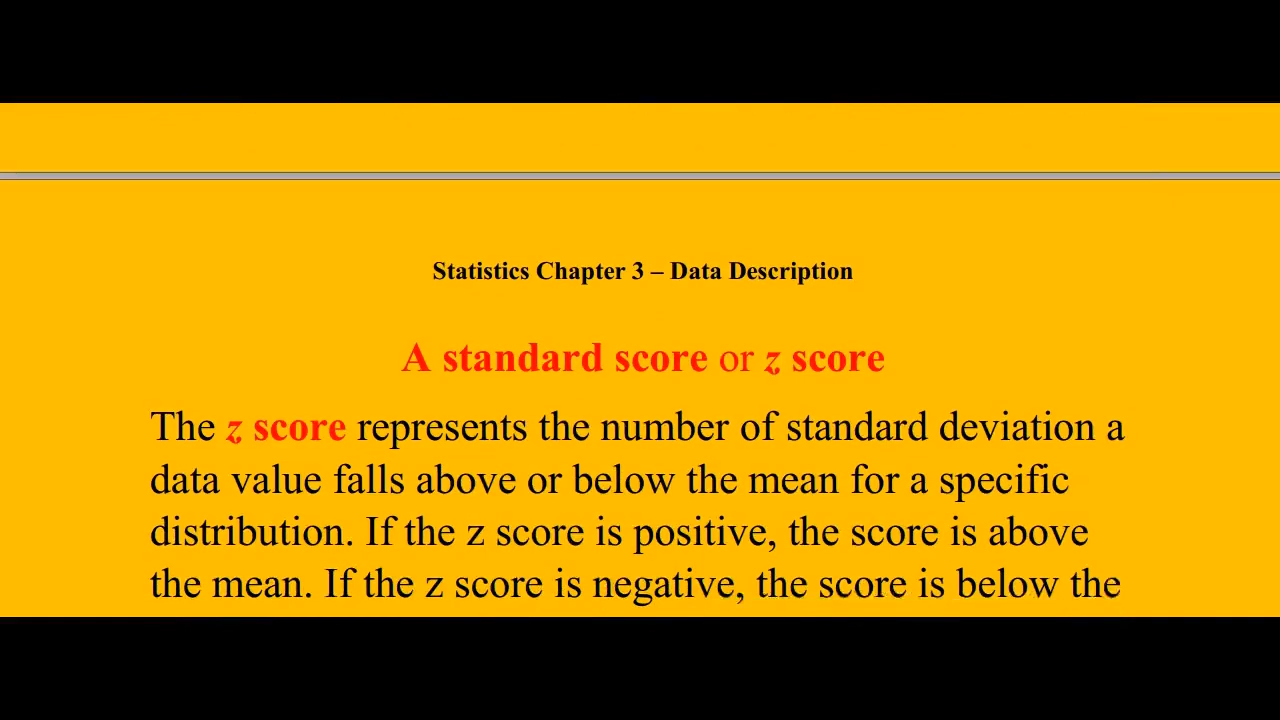 Statistics Chapter 3 – Data Description
A standard score or z score
The z score represents the number of standard deviation a
data value falls above or below the mean for a specific
distribution. If the z score is positive, the score is above
the mean. If the z score is negative, the score is below the